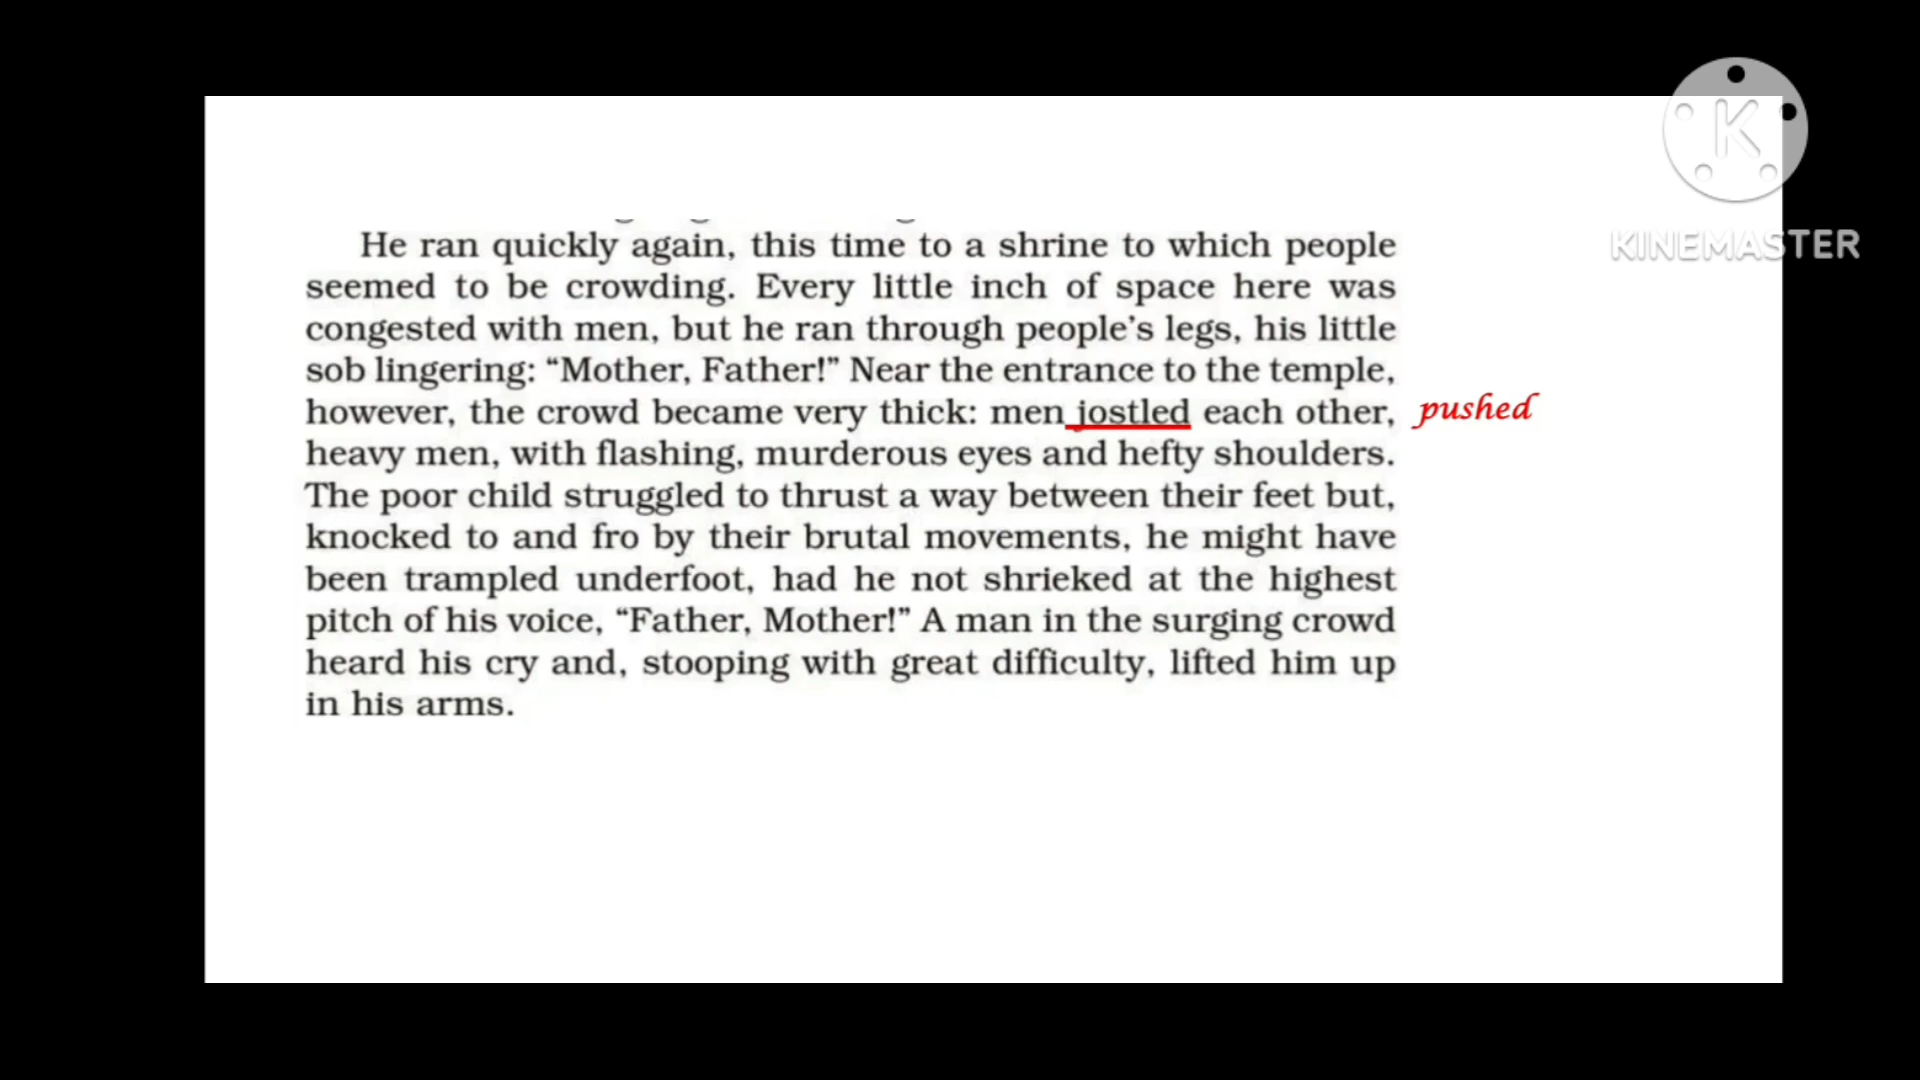 He ran quickly again, this time to a shrine to which people
seemed to be crowding. Every little inch of space here was
congested with men, but he ran through people’s legs, his little
sob lingering: “Mother, Father!” Near the entrance to the temple,
however, the crowd became very thick: men jostled each other, pushed
heavy men, with flashing, murderous eyes and hefty shoulders.
The poor child struggled to thrust a way between their feet but,
knocked to and fro by their brutal movements, he might have
been trampled underfoot, had he not shrieked at the highest
pitch of his voice, “Father, Mother!” A man in the surging crowd
heard his cry and, stooping with great difficulty, lifted him up
in his arms.
K
KINEMASTER